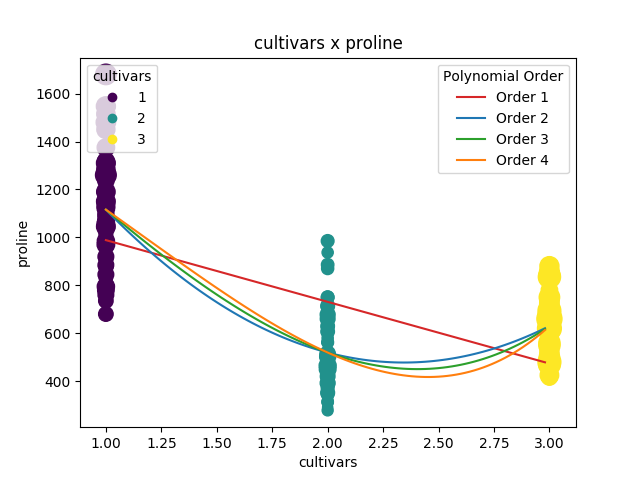 cultivars x proline
cultivars
1
2
3
Polynomial Order
Order 1
Order 2
Order 3
Order 4
proline
1600
1400
1200
1000
800
600
400
1.00 1.25 1.50 1.75 2.00 2.25 2.50 2.75 3.00
cultivars